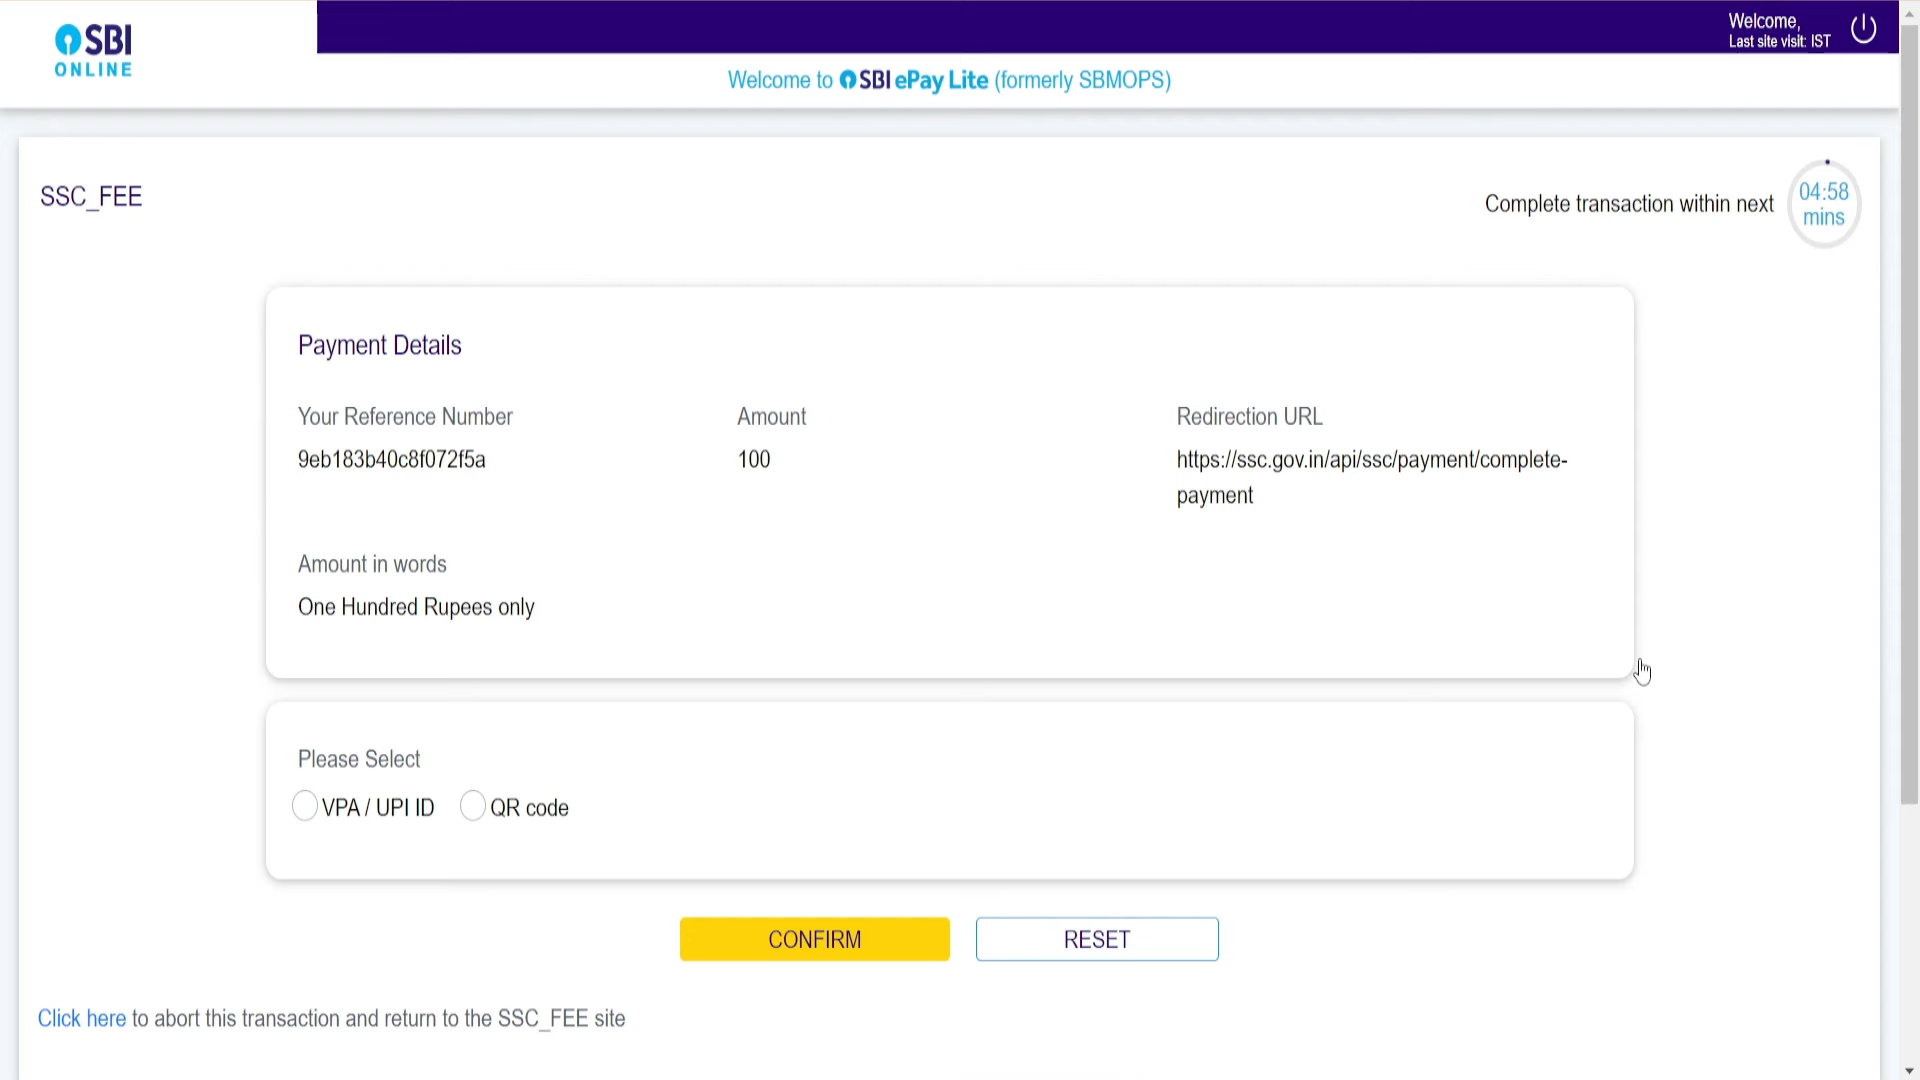 SBI
ONLINE
Welcome,
Last site visit: IST
Welcome to SBI ePay Lite (formerly SBMOPS)
SSC_FEE
Complete transaction within next
04:58
mins
Payment Details
Your Reference Number
9eb183b40c8f072f5a
Amount
100
Redirection URL
https://ssc.gov.in/api/ssc/payment/complete-
payment
Amount in words
One Hundred Rupees only
Please Select
VPA / UPI ID
QR code
CONFIRM
RESET
Click here to abort this transaction and return to the SSC_FEE site